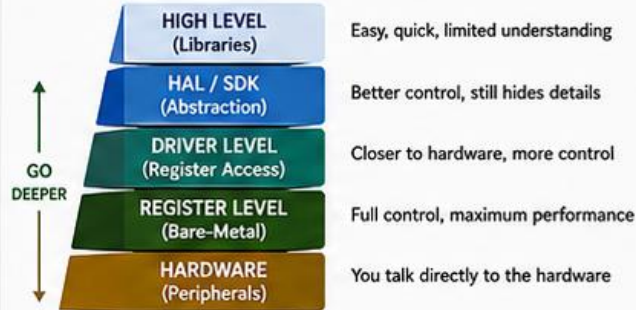 HIGH LEVEL
(Libraries)
Easy, quick, limited understanding
HAL / SDK
(Abstraction)
Better control, still hides details
DRIVER LEVEL
(Register Access)
Closer to hardware, more control
GO
DEEPER
REGISTER LEVEL
(Bare-Metal)
Full control, maximum performance
HARDWARE
(Peripherals)
You talk directly to the hardware